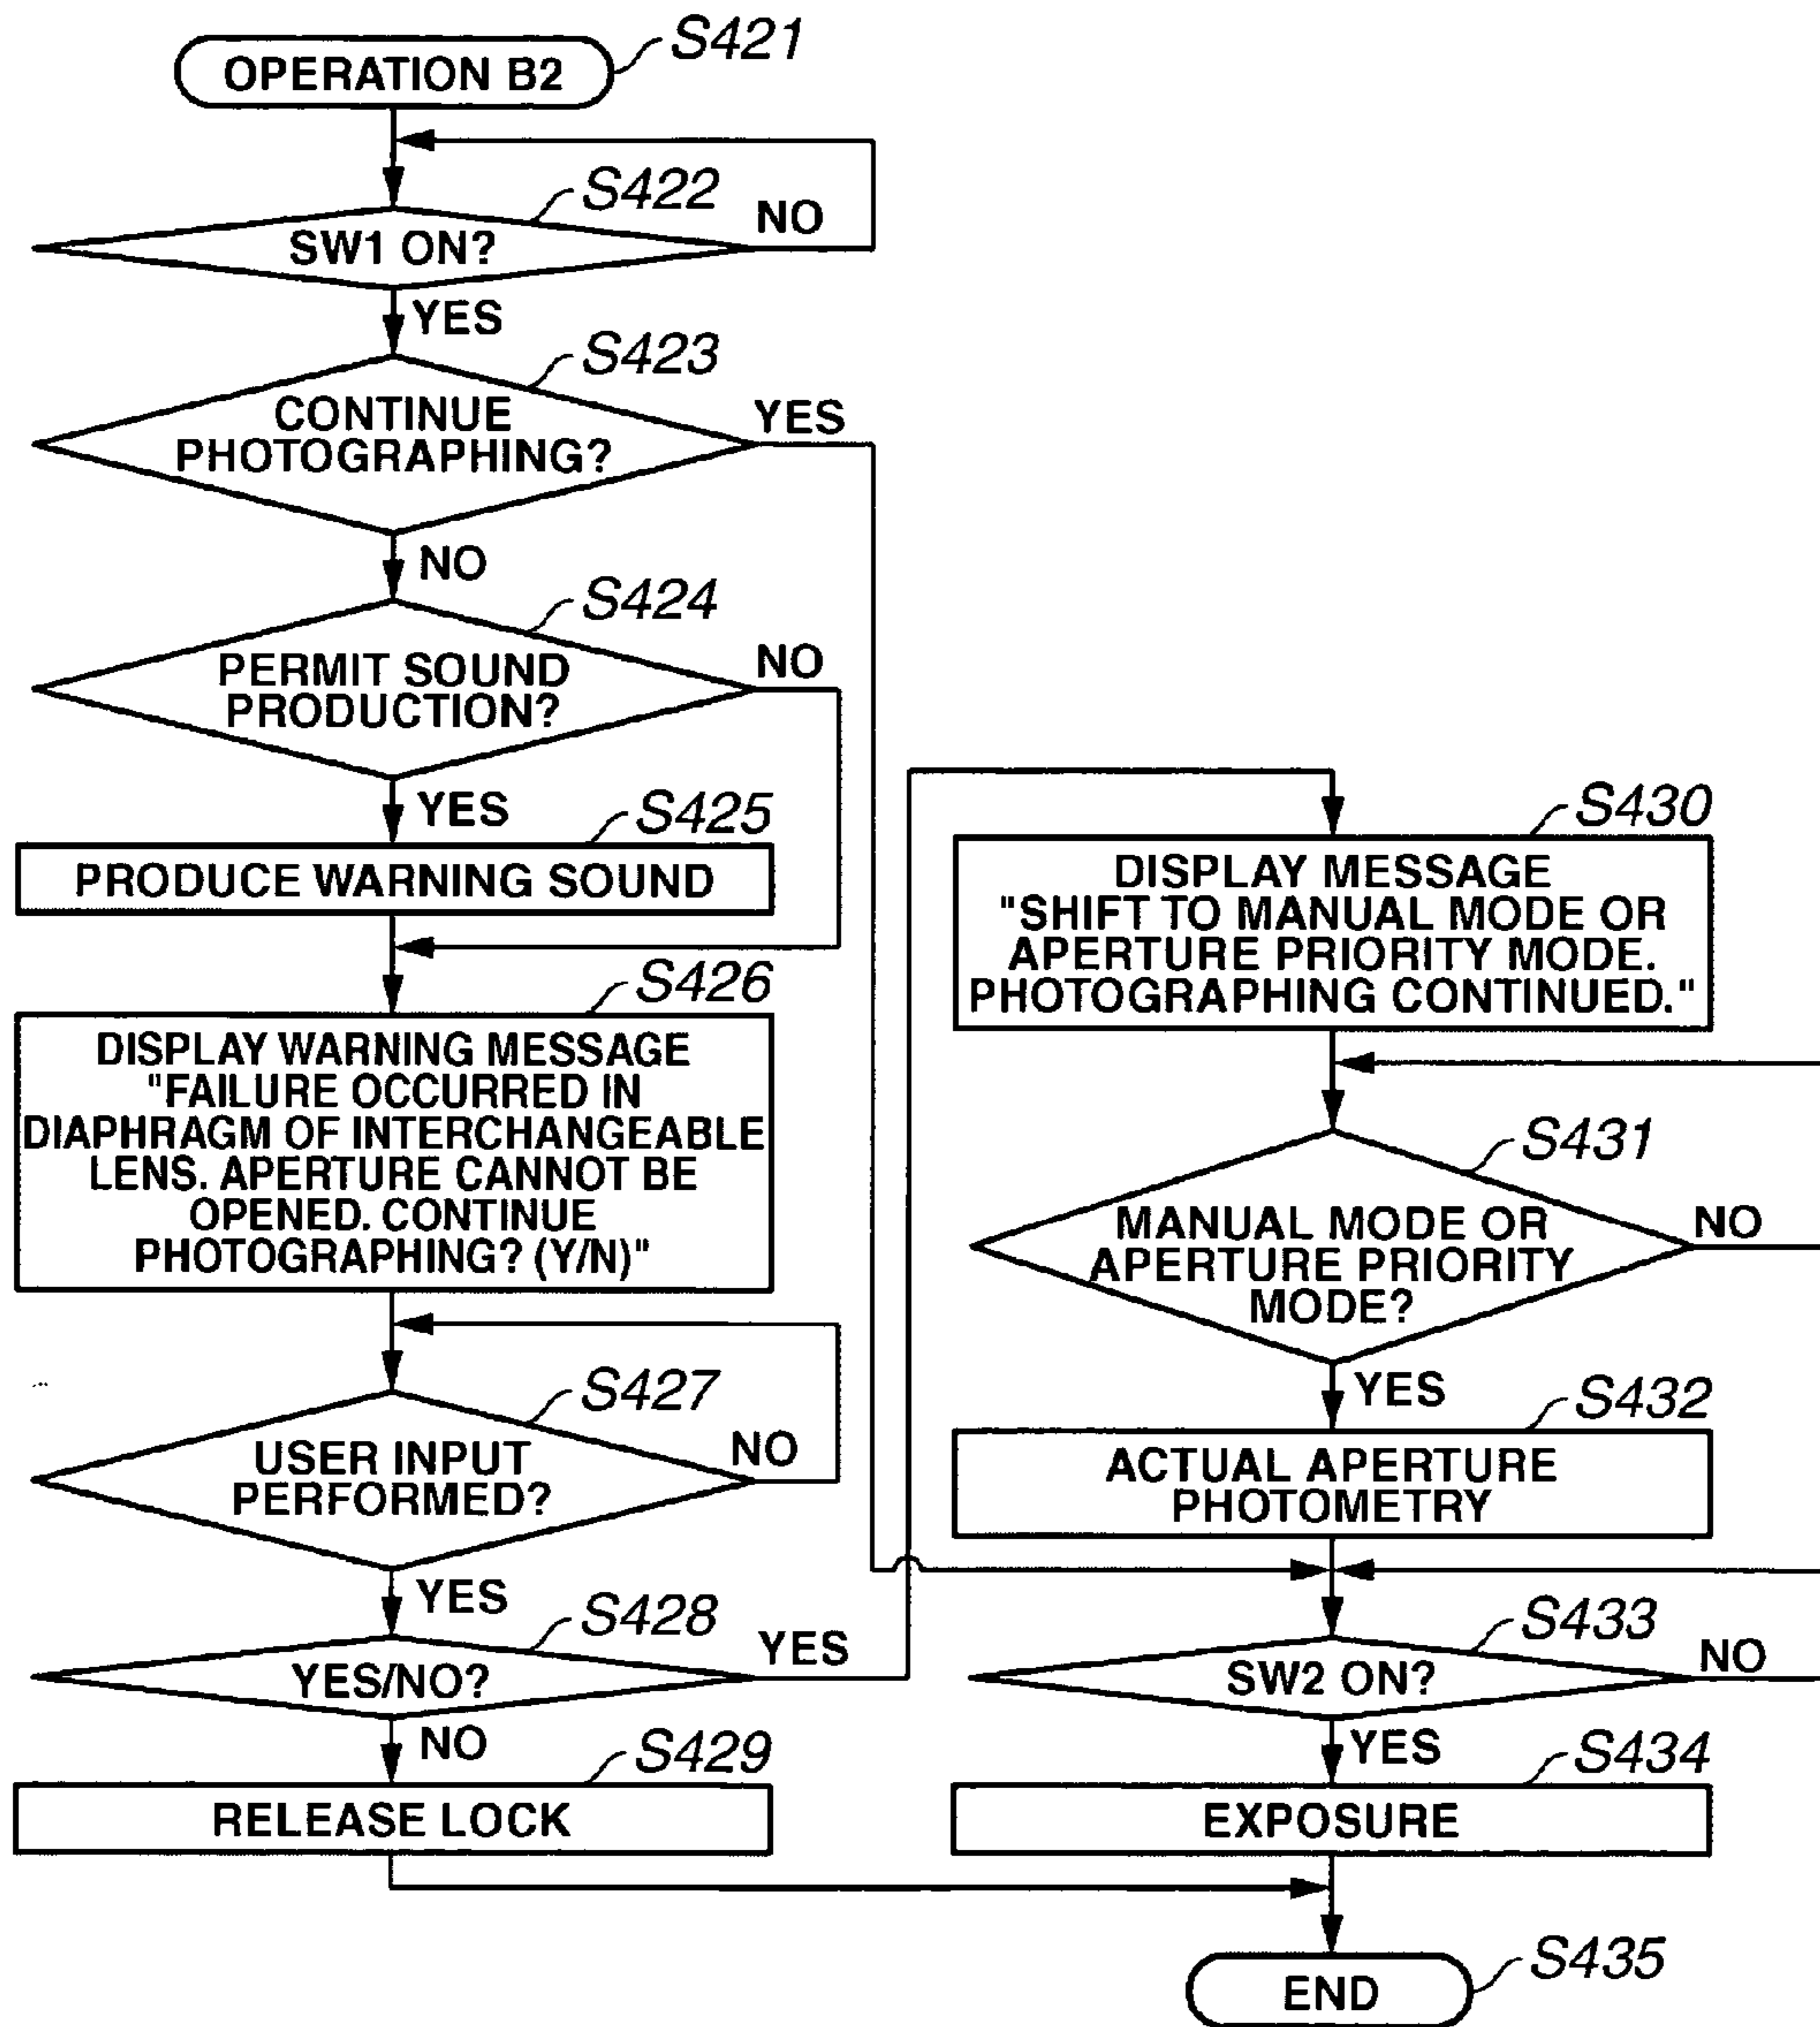 S421
OPERATION B2
S422
SW1 ON?
NO
YES
S423
CONTINUE
PHOTOGRAPHING?
YES
NO
S424
PERMIT SOUND
PRODUCTION?
NO
YES
S425
PRODUCE WARNING SOUND
S426
DISPLAY WARNING MESSAGE
"FAILURE OCCURRED IN
DIAPHRAGM OF INTERCHANGEABLE
LENS. APERTURE CANNOT BE
OPENED. CONTINUE
PHOTOGRAPHING? (Y/N)"
S427
USER INPUT
PERFORMED?
NO
YES
S428
YES/NO?
YES
NO
S429
RELEASE LOCK
S430
DISPLAY MESSAGE
"SHIFT TO MANUAL MODE OR
APERTURE PRIORITY MODE.
PHOTOGRAPHING CONTINUED."
S431
MANUAL MODE OR
APERTURE PRIORITY
MODE?
NO
YES
S432
ACTUAL APERTURE
PHOTOMETRY
S433
SW2 ON?
NO
YES
S434
EXPOSURE
S435
END